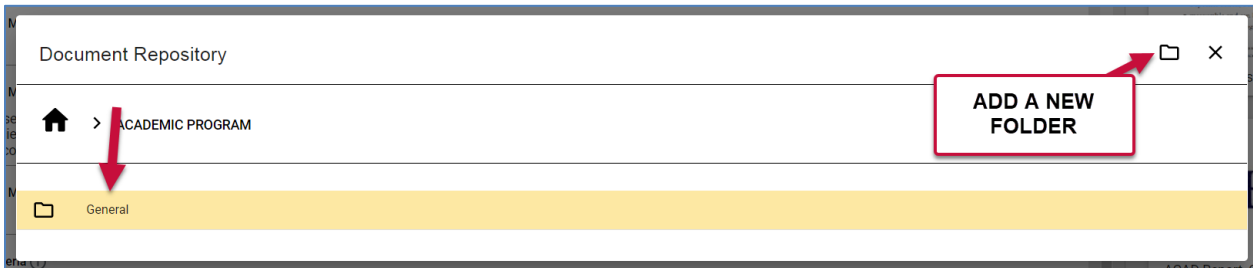 Document Repository
ADD A NEW
FOLDER
ACADEMIC PROGRAM
General